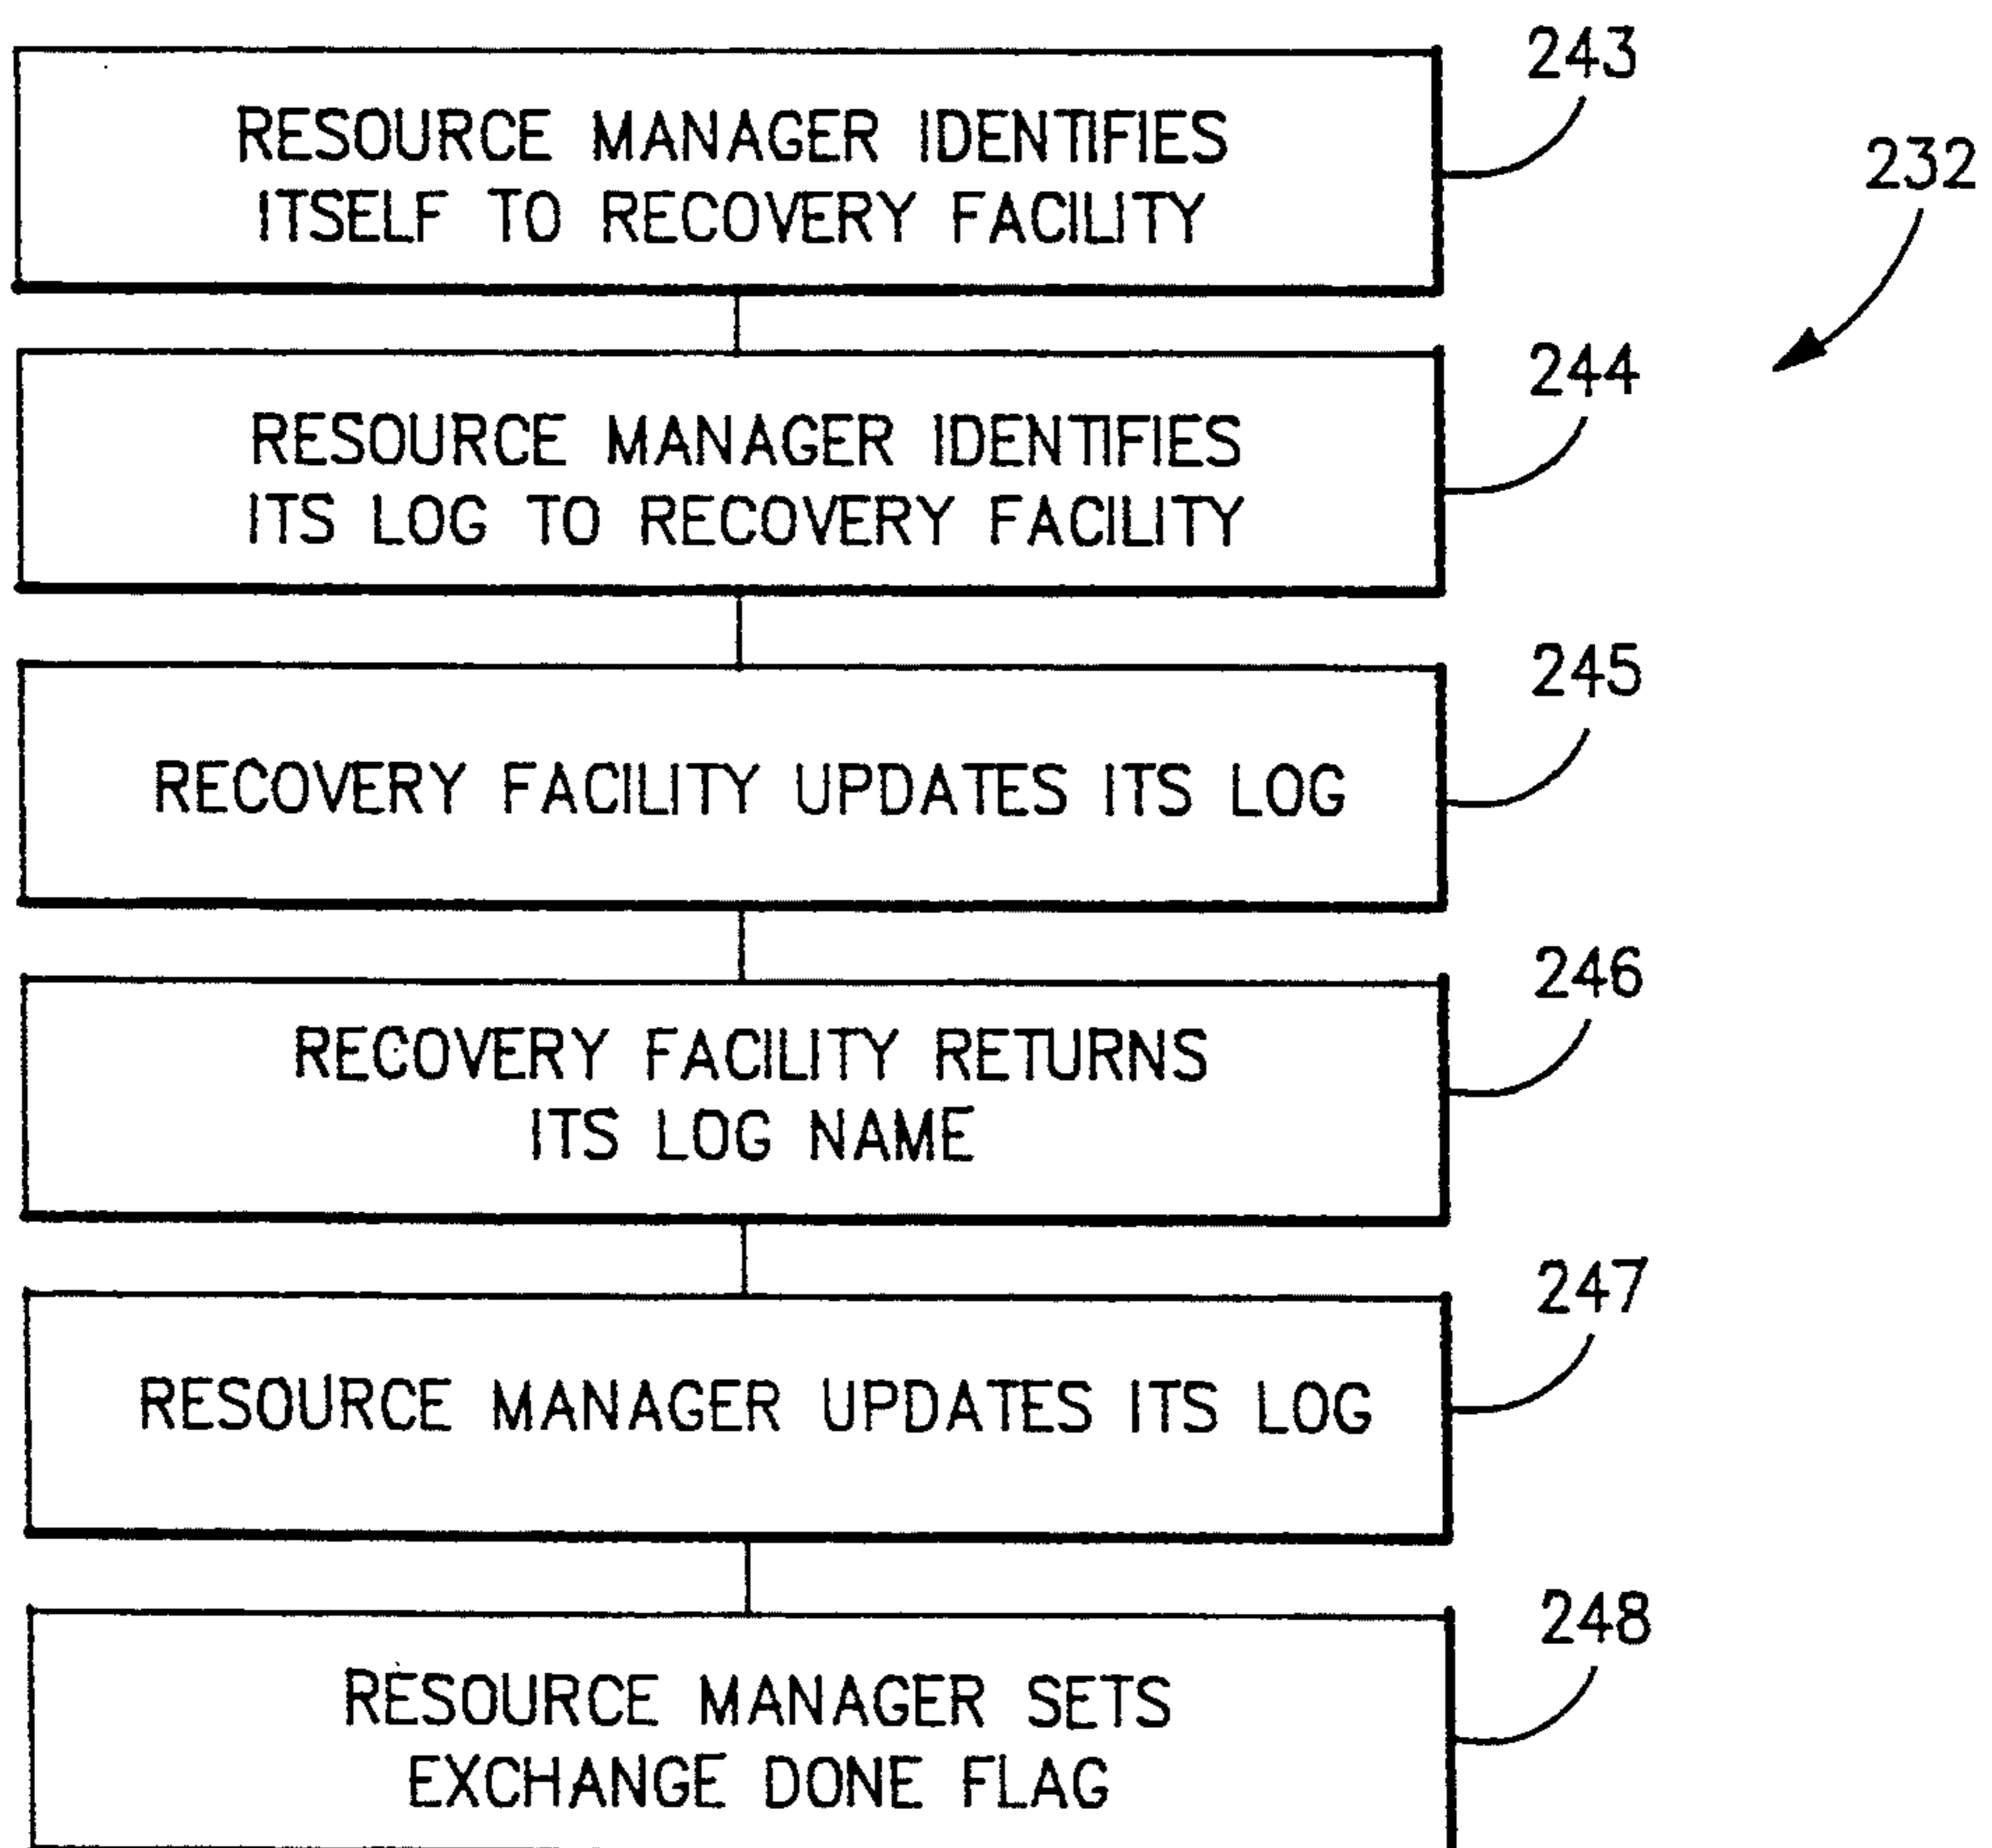 243
RESOURCE MANAGER IDENTIFIES
ITSELF TO RECOVERY FACILITY
232
244
RESOURCE MANAGER IDENTIFIES
ITS LOG TO RECOVERY FACILITY
245
RECOVERY FACILITY UPDATES ITS LOG
246
RECOVERY FACILITY RETURNS
ITS LOG NAME
247
RESOURCE MANAGER UPDATES ITS LOG
248
RESOURCE MANAGER SETS
EXCHANGE DONE FLAG